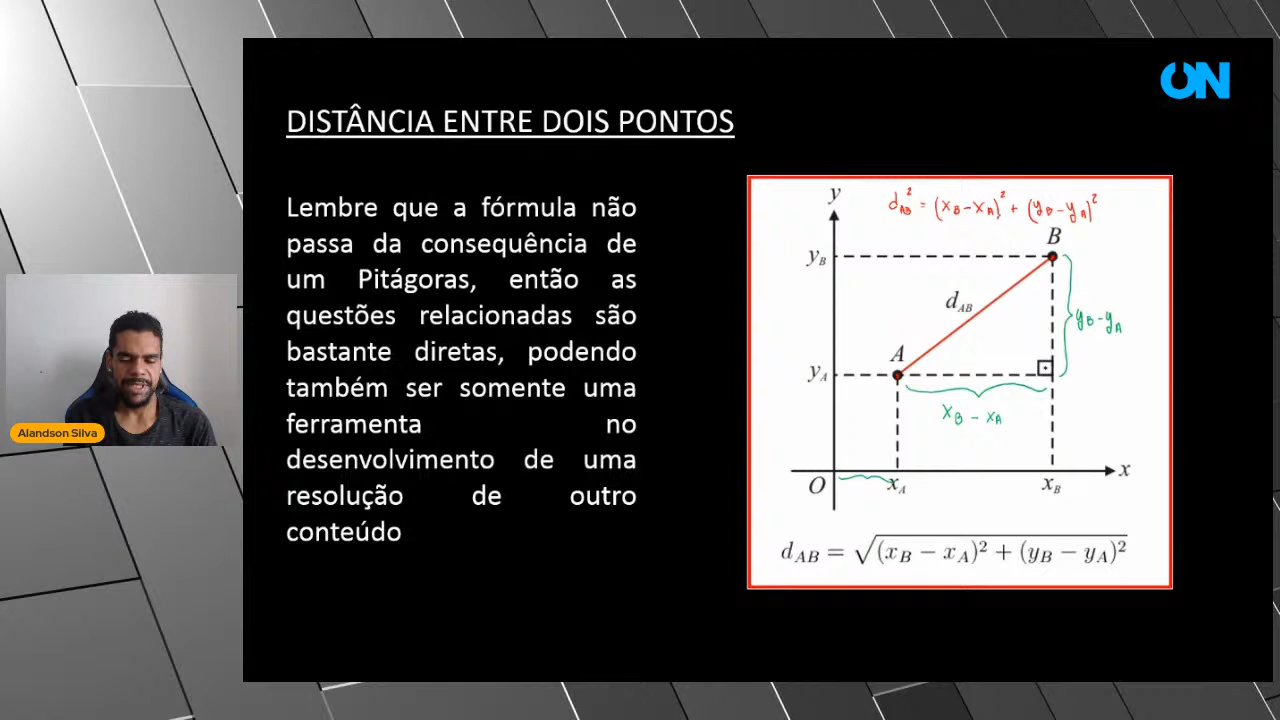 ON
DISTÂNCIA ENTRE DOIS PONTOS
Lembre que a fórmula não
passa da consequência de
um Pitágoras, então as
questões relacionadas são
bastante diretas, podendo
também ser somente uma
ferramenta no
desenvolvimento de uma
resolução de outro
conteúdo
Alandson Silva
y
d_AB² = (x_B - x_A)² + (y_B - y_A)²
B
y_B
d_AB
y_B - y_A
A
y_A
x_B - x_A
O x_A x_B x
d_AB = √(x_B − x_A)² + (y_B − y_A)²